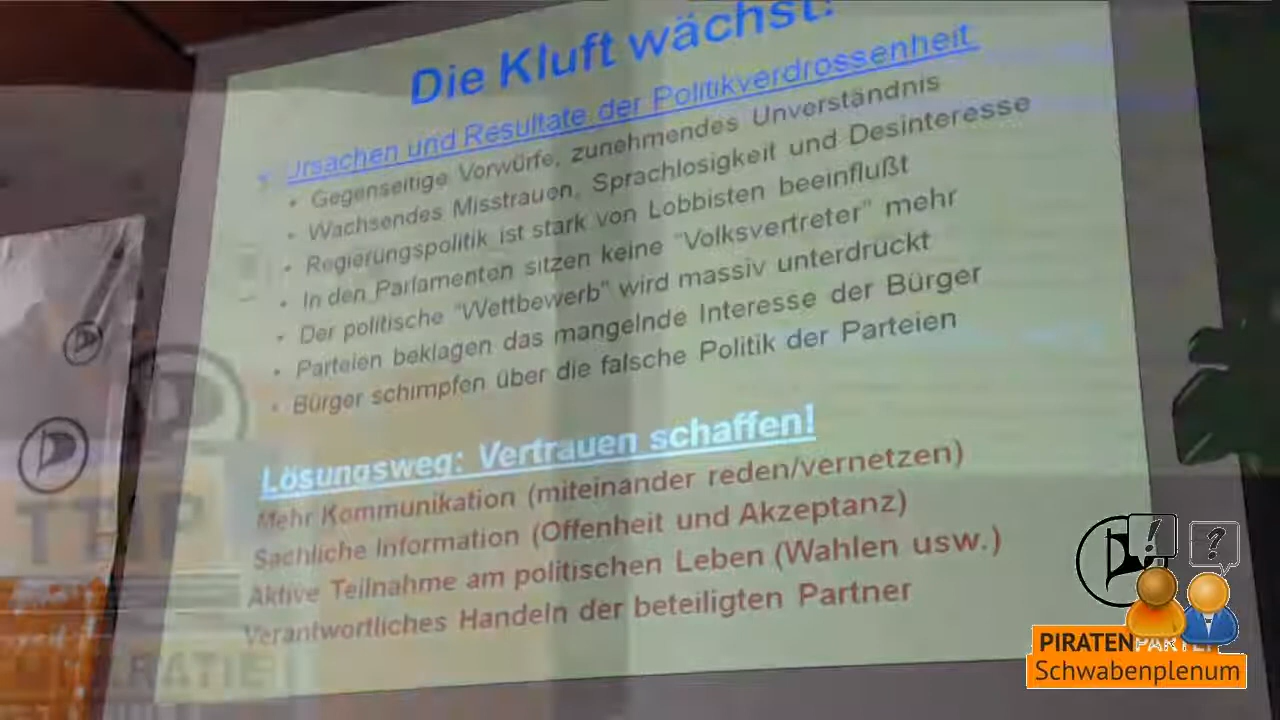 Die Kluft wächst!
Ursachen und Resultate der Politikverdrossenheit
Gegenseitige Vorwürfe, zunehmendes Unverständnis
Wachsendes Misstrauen, Sprachlosigkeit und Desinteresse
Regierungspolitik ist stark von Lobbisten beeinflußt
In den Parlamenten sitzen keine "Volksvertreter" mehr
Der politische "Wettbewerb" wird massiv unterdruckt
Parteien beklagen das mangelnde Interesse der Bürger
Bürger schimpfen über die falsche Politik der Parteien
Lösungsweg: Vertrauen schaffen!
Mehr Kommunikation (miteinander reden/vernetzen)
Sachliche Information (Offenheit und Akzeptanz)
Aktive Teilnahme am politischen Leben (Wahlen usw.)
Verantwortliches Handeln der beteiligten Partner
TTIP
! ?
PIRATENPARTEI
Schwabenplenum